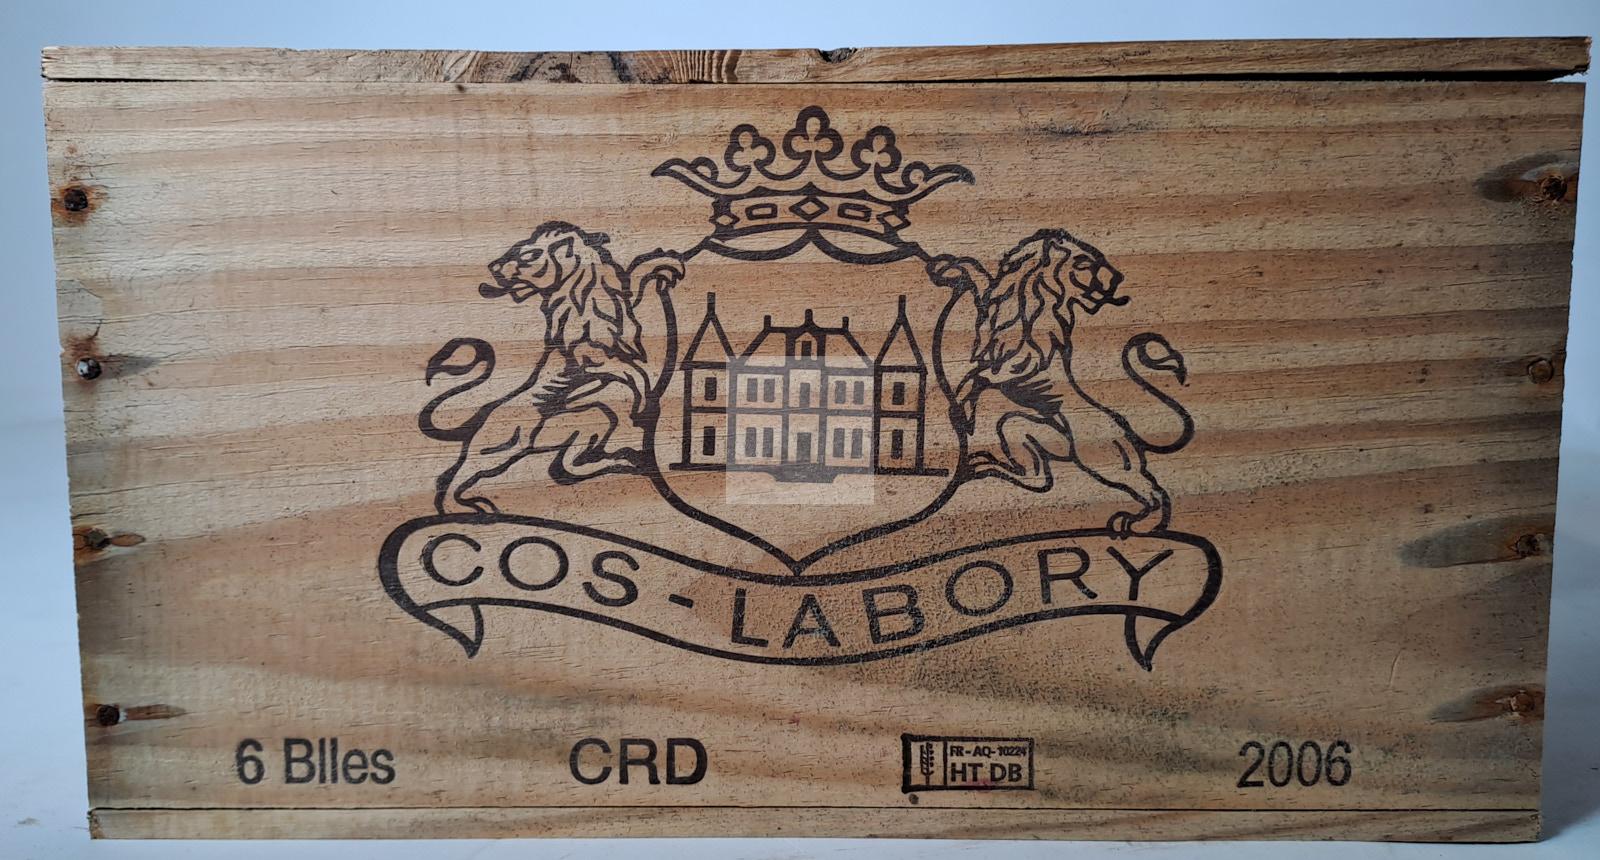 COS-LABORY
6 Blles CRD FR-AQ-10224 2006
HT DB